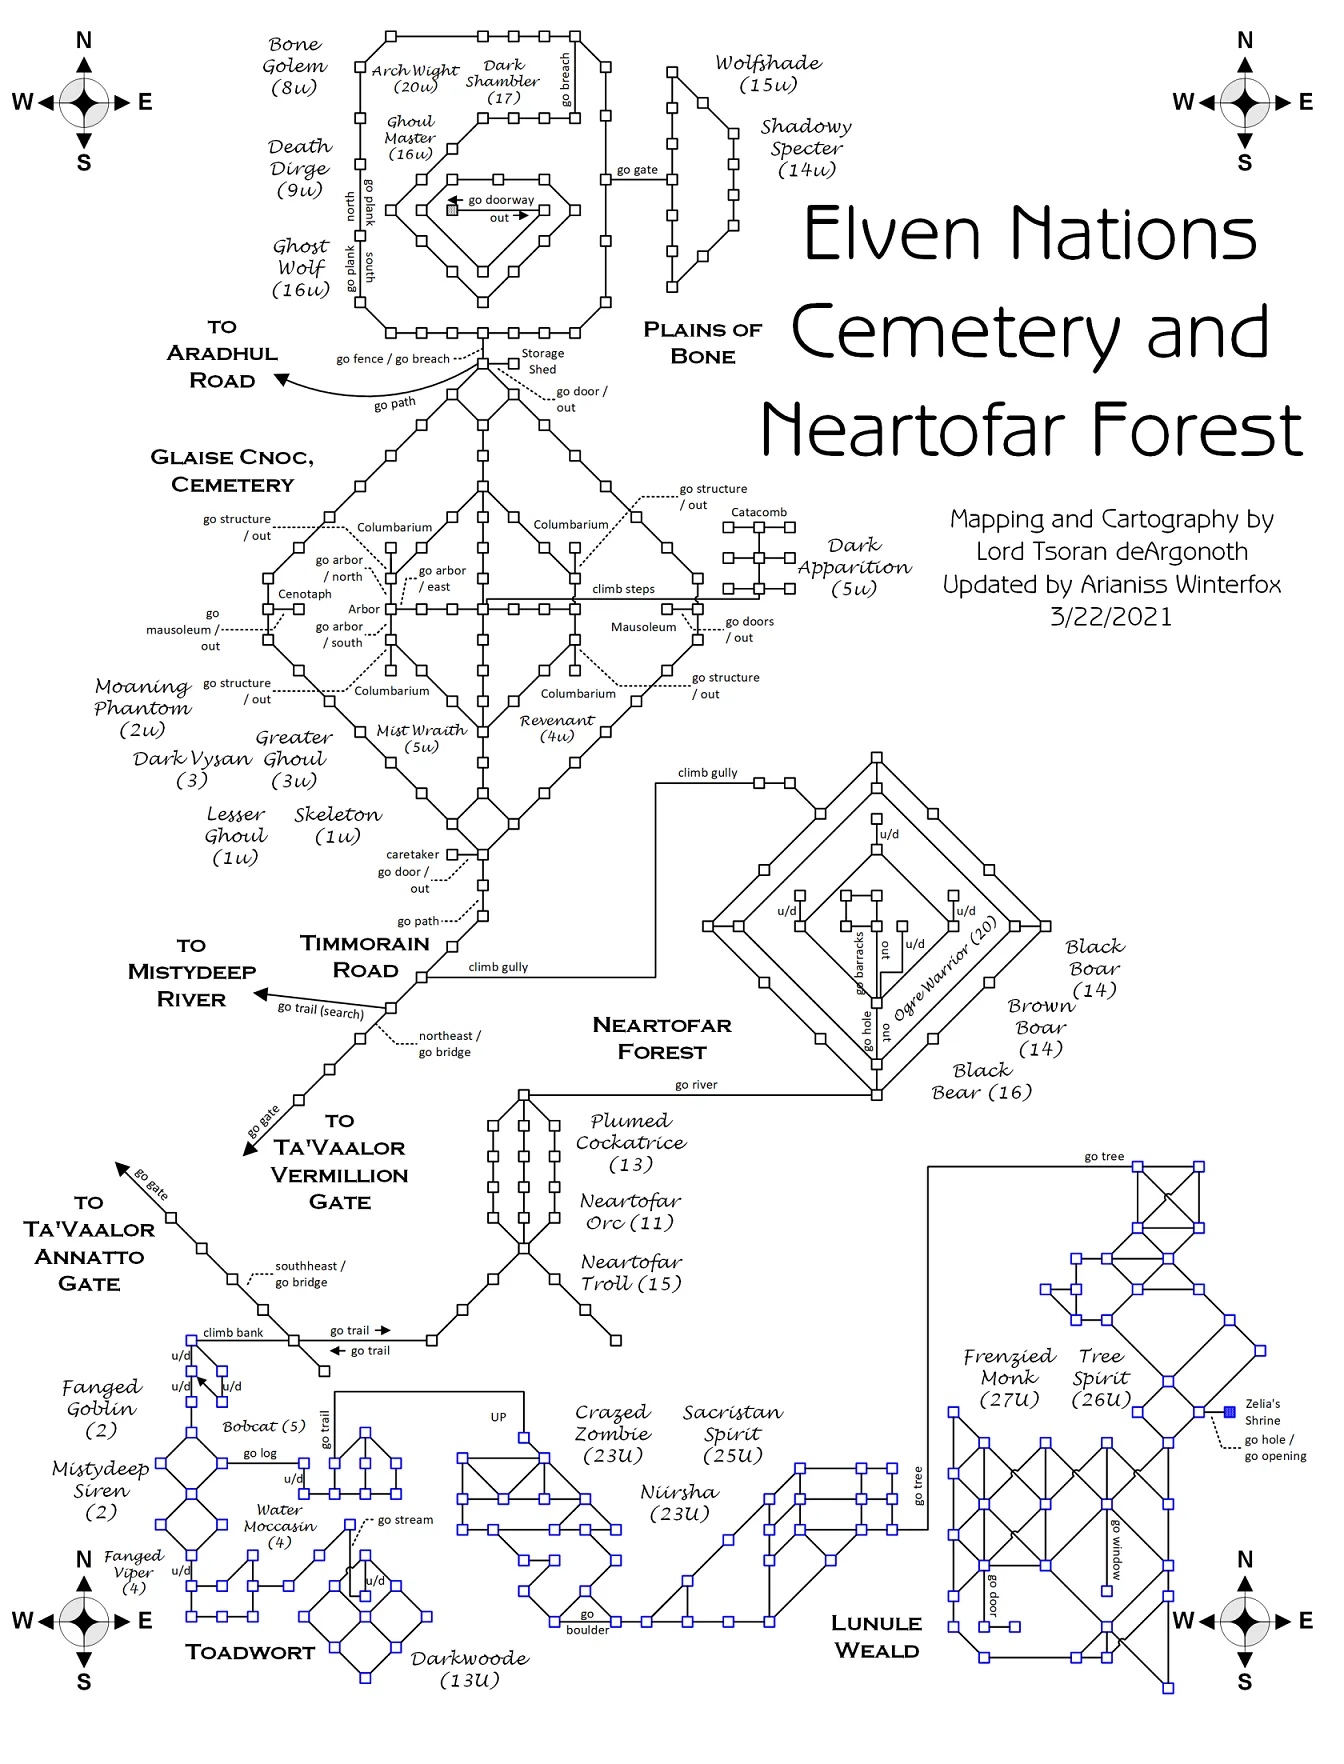 N
W
E
S
N
W
E
S
Elven Nations
Cemetery and
Neartofar Forest
Mapping and Cartography by
Lord Tsoran deArgonoth
Updated by Arianiss Winterfox
3/22/2021
Bone
Golem
(8u)
Arch Wight
(20u)
Dark
Shambler
(17)
go breach
Wolfshade
(15u)
Shadowy
Specter
(14u)
Death
Dirge
(9u)
Ghoul
Master
(16u)
go gate
go doorway
out
north
go plank
go plank
south
Ghost
Wolf
(16u)
PLAINS OF
BONE
TO
ARADHUL
ROAD
go fence / go breach
Storage
Shed
go door /
out
go path
GLAISE CNOC,
CEMETERY
go structure
/ out
Columbarium
Columbarium
go structure
/ out
Catacomb
Dark
Apparition
(5u)
go arbor
/ north
go arbor
/ east
climb steps
Cenotaph
Arbor
go
mausoleum /
out
go arbor
/ south
Mausoleum
go doors
/ out
go structure
/ out
Columbarium
Columbarium
go structure
/ out
Moaning
Phantom
(2u)
Mist Wraith
(5u)
Revenant
(4u)
Dark Vysan
(3)
Greater
Ghoul
(3u)
Lesser
Ghoul
(1u)
Skeleton
(1u)
climb gully
caretaker
go door /
out
go path
TIMMORAIN
ROAD
climb gully
TO
MISTYDEEP
RIVER
go trail (search)
northeast /
go bridge
go gate
TO
TA'VAALOR
VERMILLION
GATE
u/d
u/d
u/d
u/d
go barracks
out
go hole
out
Ogre Warrior (20)
Black
Boar
(14)
Brown
Boar
(14)
Black
Bear (16)
NEARTOFAR
FOREST
go river
Plumed
Cockatrice
(13)
Neartofar
Orc (11)
Neartofar
Troll (15)
go gate
TO
TA'VAALOR
ANNATTO
GATE
southeast /
go bridge
climb bank
go trail
go trail
u/d
u/d
u/d
Fanged
Goblin
(2)
Bobcat (5)
go log
u/d
go trail
Mistydeep
Siren
(2)
Water
Moccasin
(4)
go stream
Fanged
Viper
(4)
u/d
u/d
TOADWORT
Darkwoode
(13U)
UP
Crazed
Zombie
(23U)
Sacristan
Spirit
(25U)
Niirsha
(23U)
go
boulder
go tree
go tree
LUNULE
WEALD
Frenzied
Monk
(27U)
Tree
Spirit
(26U)
Zelia's
Shrine
go hole /
go opening
go window
go door
N
W
E
S
N
W
E
S